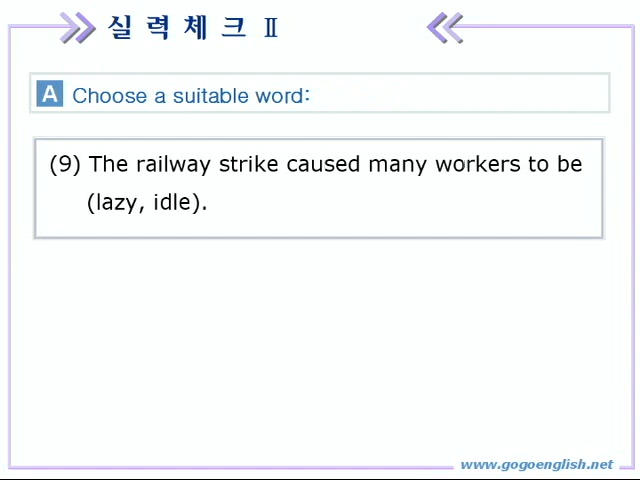 실 력 체 크 Ⅱ
A Choose a suitable word:
(9) The railway strike caused many workers to be
(lazy, idle).
www.gogoenglish.net